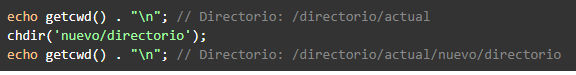 echo getcwd() . "\n"; // Directorio: /directorio/actual
chdir('nuevo/directorio');
echo getcwd() . "\n"; // Directorio: /directorio/actual/nuevo/directorio